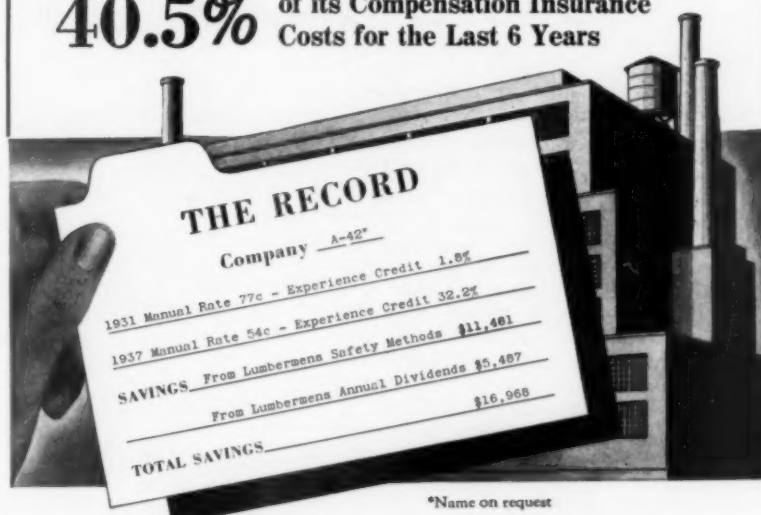 40.5% of its Compensation Insurance
Costs for the Last 6 Years
THE RECORD
Company A-42*
1931 Manual Rate 77c - Experience Credit 1.8%
1937 Manual Rate 54c - Experience Credit 32.2%
SAVINGS From Lumbermens Safety Methods $11,481
From Lumbermens Annual Dividends $5,487
TOTAL SAVINGS $16,968
*Name on request